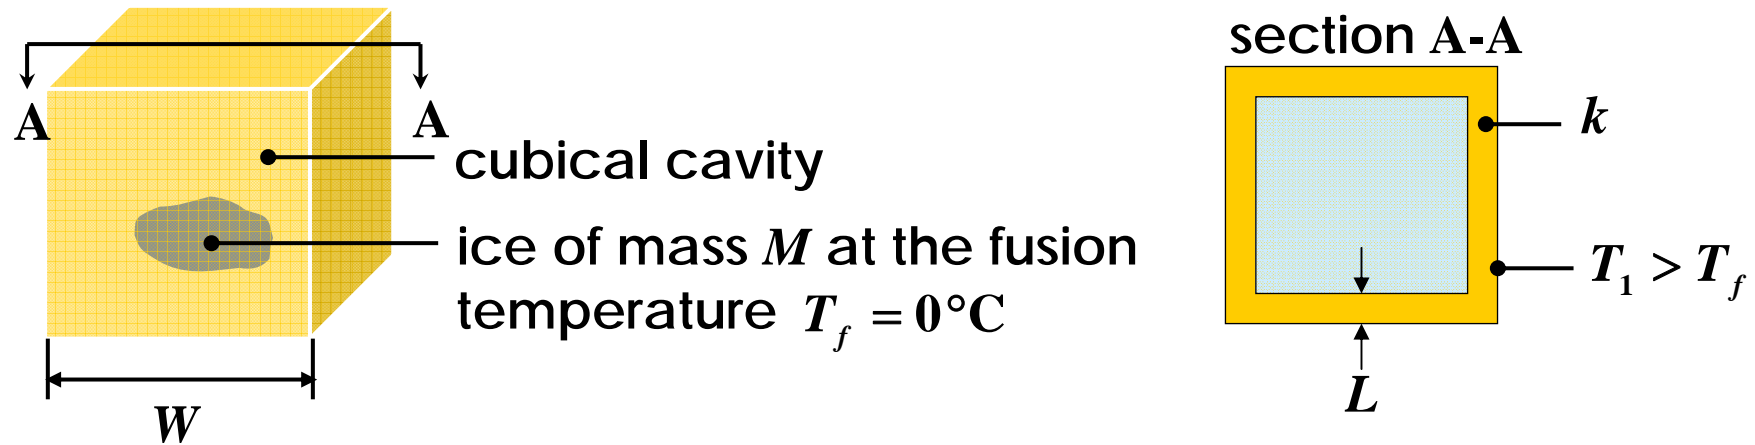 section A-A
A
A
k
cubical cavity
ice of mass M at the fusion
temperature T_f = 0°C
T_1 > T_f
L
W